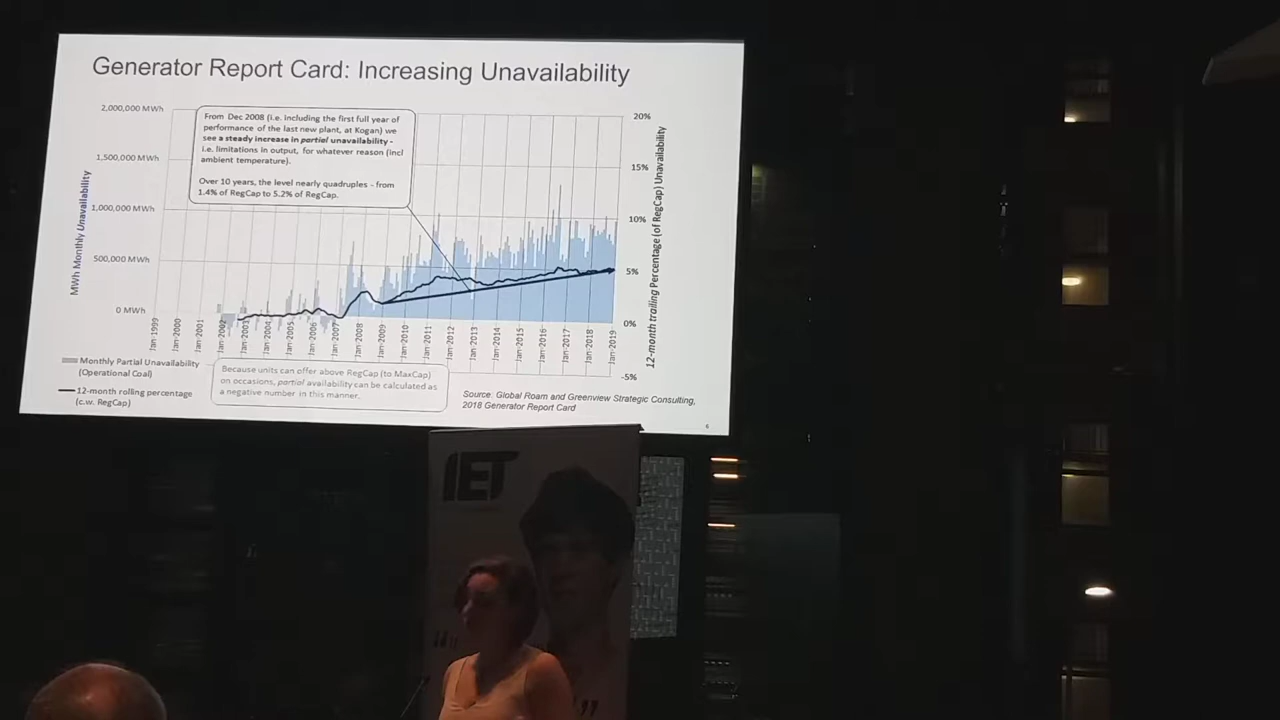 Generator Report Card: Increasing Unavailability
2,000,000 MWh
1,500,000 MWh
1,000,000 MWh
500,000 MWh
0 MWh
MWh Monthly Unavailability
From Dec 2008 (i.e. Including the first full year of
performance of the last new plant, at Kogan) we
see a steady increase in partial unavailability -
i.e. limitations in output, for whatever reason (incl
ambient temperature).
Over 10 years, the level nearly quadruples - from
1.4% of RegCap to 5.2% of RegCap.
20%
15%
10%
5%
0%
-5%
12-month trailing Percentage (of RegCap) Unavailability
Jan-1999
Jan-2000
Jan-2001
Jan-2002
Jan-2003
Jan-2004
Jan-2005
Jan-2006
Jan-2007
Jan-2008
Jan-2009
Jan-2010
Jan-2011
Jan-2012
Jan-2013
Jan-2014
Jan-2015
Jan-2016
Jan-2017
Jan-2018
Jan-2019
Monthly Partial Unavailability
(Operational Coal)
12-month rolling percentage
(c.w. RegCap)
Because units can offer above RegCap (to MaxCap)
on occasions, partial availability can be calculated as
a negative number in this manner.
Source: Global Roam and Greenview Strategic Consulting,
2018 Generator Report Card
6
IET